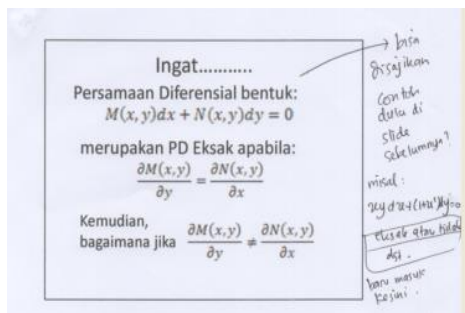 Ingat...........
Persamaan Diferensial bentuk:
M(x,y)dx + N(x,y)dy = 0
merupakan PD Eksak apabila:
∂M(x,y)/∂y = ∂N(x,y)/∂x
Kemudian,
bagaimana jika ∂M(x,y)/∂y ≠ ∂N(x,y)/∂x
→ bisa
disajikan
contoh
dulu di
slide
sebelumnya?
misal:
eksak atau tidak
dst.
baru masuk
kesini.